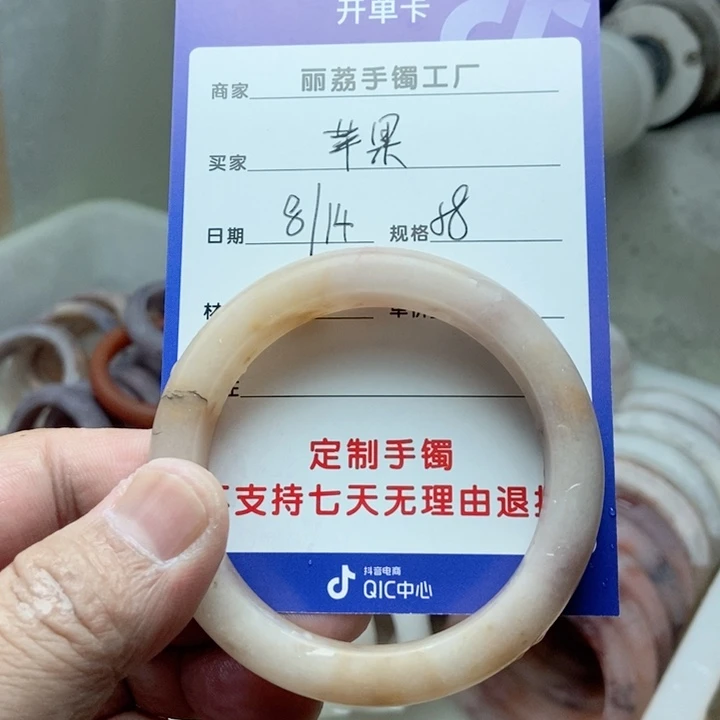 开单卡
商家 丽荔手镯工厂
买家 苹果
日期 8/14 规格 58
定制手镯
支持七天无理由退
抖音电商
QIC中心